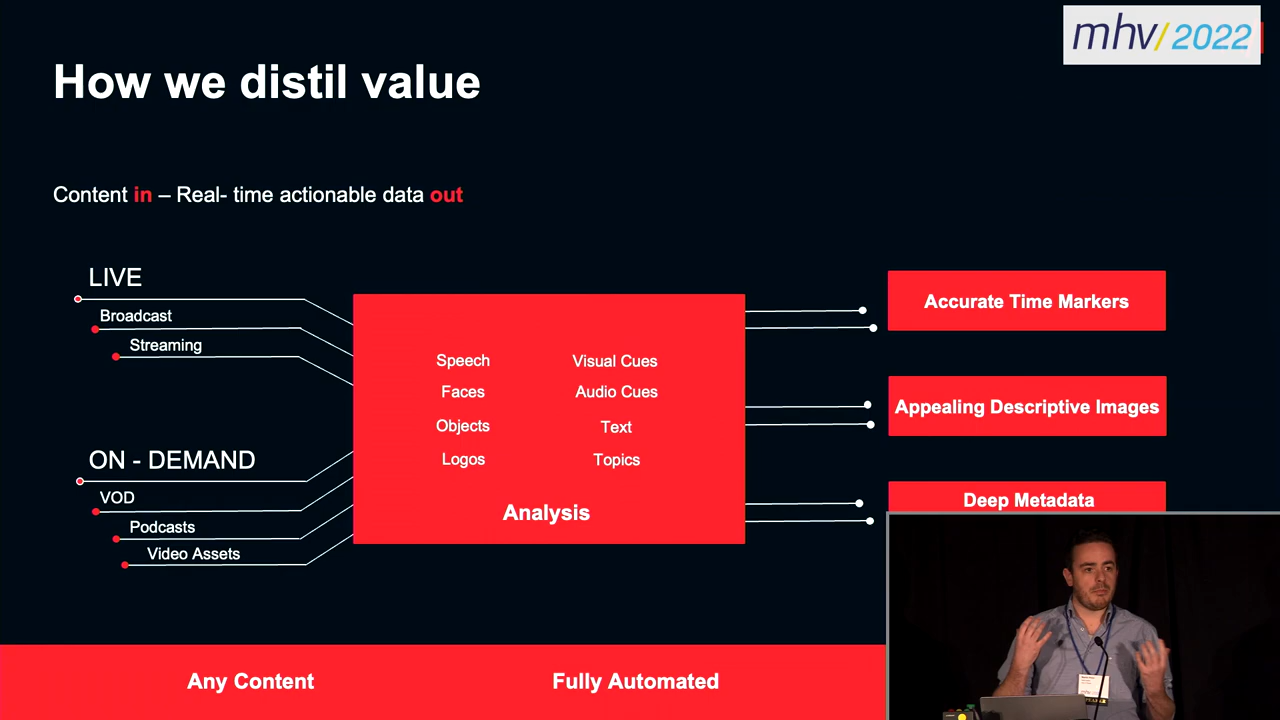 mhv/2022
How we distil value
Content in – Real- time actionable data out
LIVE
Broadcast
Streaming
ON - DEMAND
VOD
Podcasts
Video Assets
Speech
Visual Cues
Faces
Audio Cues
Objects
Text
Logos
Topics
Analysis
Accurate Time Markers
Appealing Descriptive Images
Deep Metadata
Any Content
Fully Automated